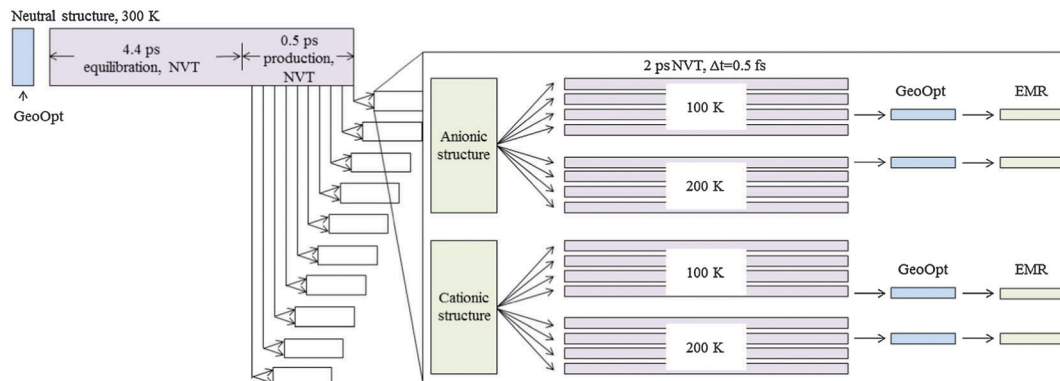 Neutral structure, 300 K
4.4 ps
equilibration, NVT
0.5 ps
production,
NVT
GeoOpt
2 ps NVT, Δt=0.5 fs
Anionic
structure
100 K
200 K
GeoOpt
EMR
Cationic
structure
100 K
200 K
GeoOpt
EMR